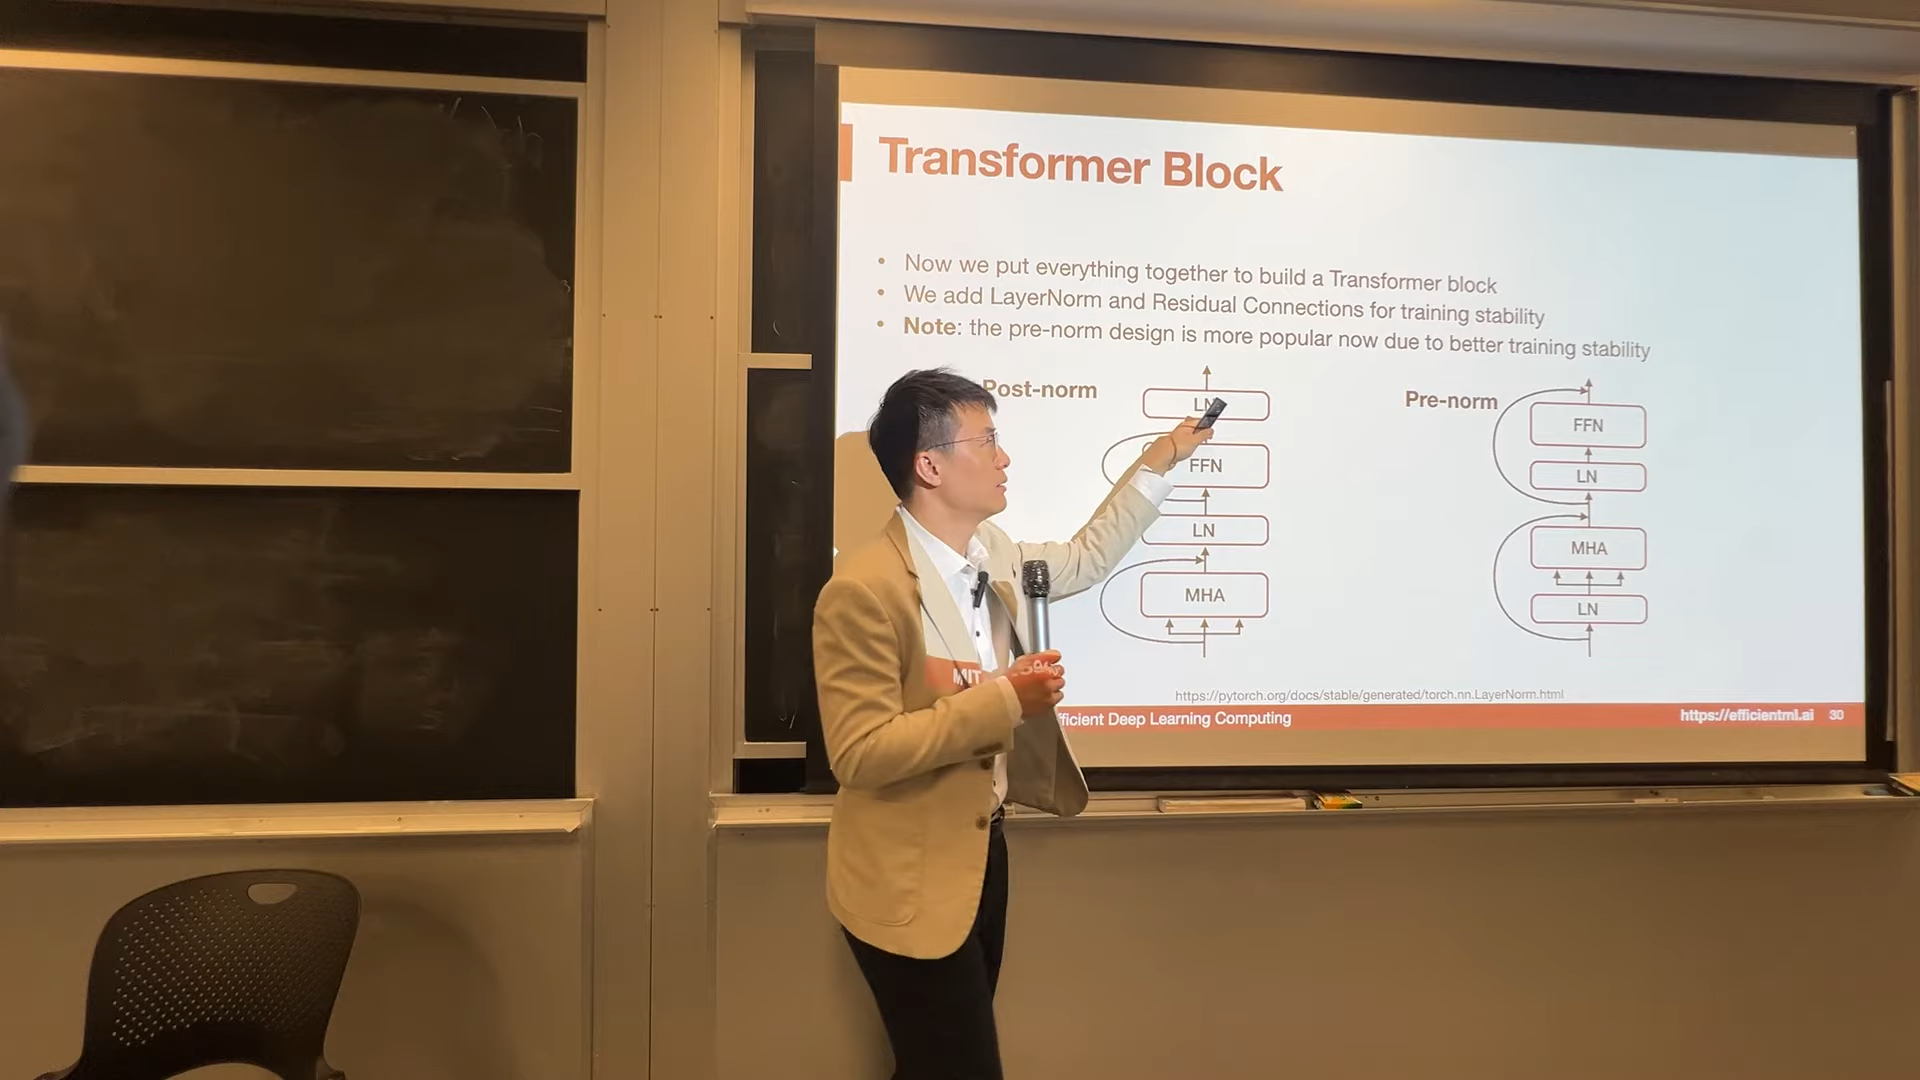 Transformer Block
• Now we put everything together to build a Transformer block
• We add LayerNorm and Residual Connections for training stability
• Note: the pre-norm design is more popular now due to better training stability
Post-norm
LN
FFN
LN
MHA
Pre-norm
FFN
LN
MHA
LN
https://pytorch.org/docs/stable/generated/torch.nn.LayerNorm.html
MIT
Deep Learning Computing
https://efficientml.ai
30